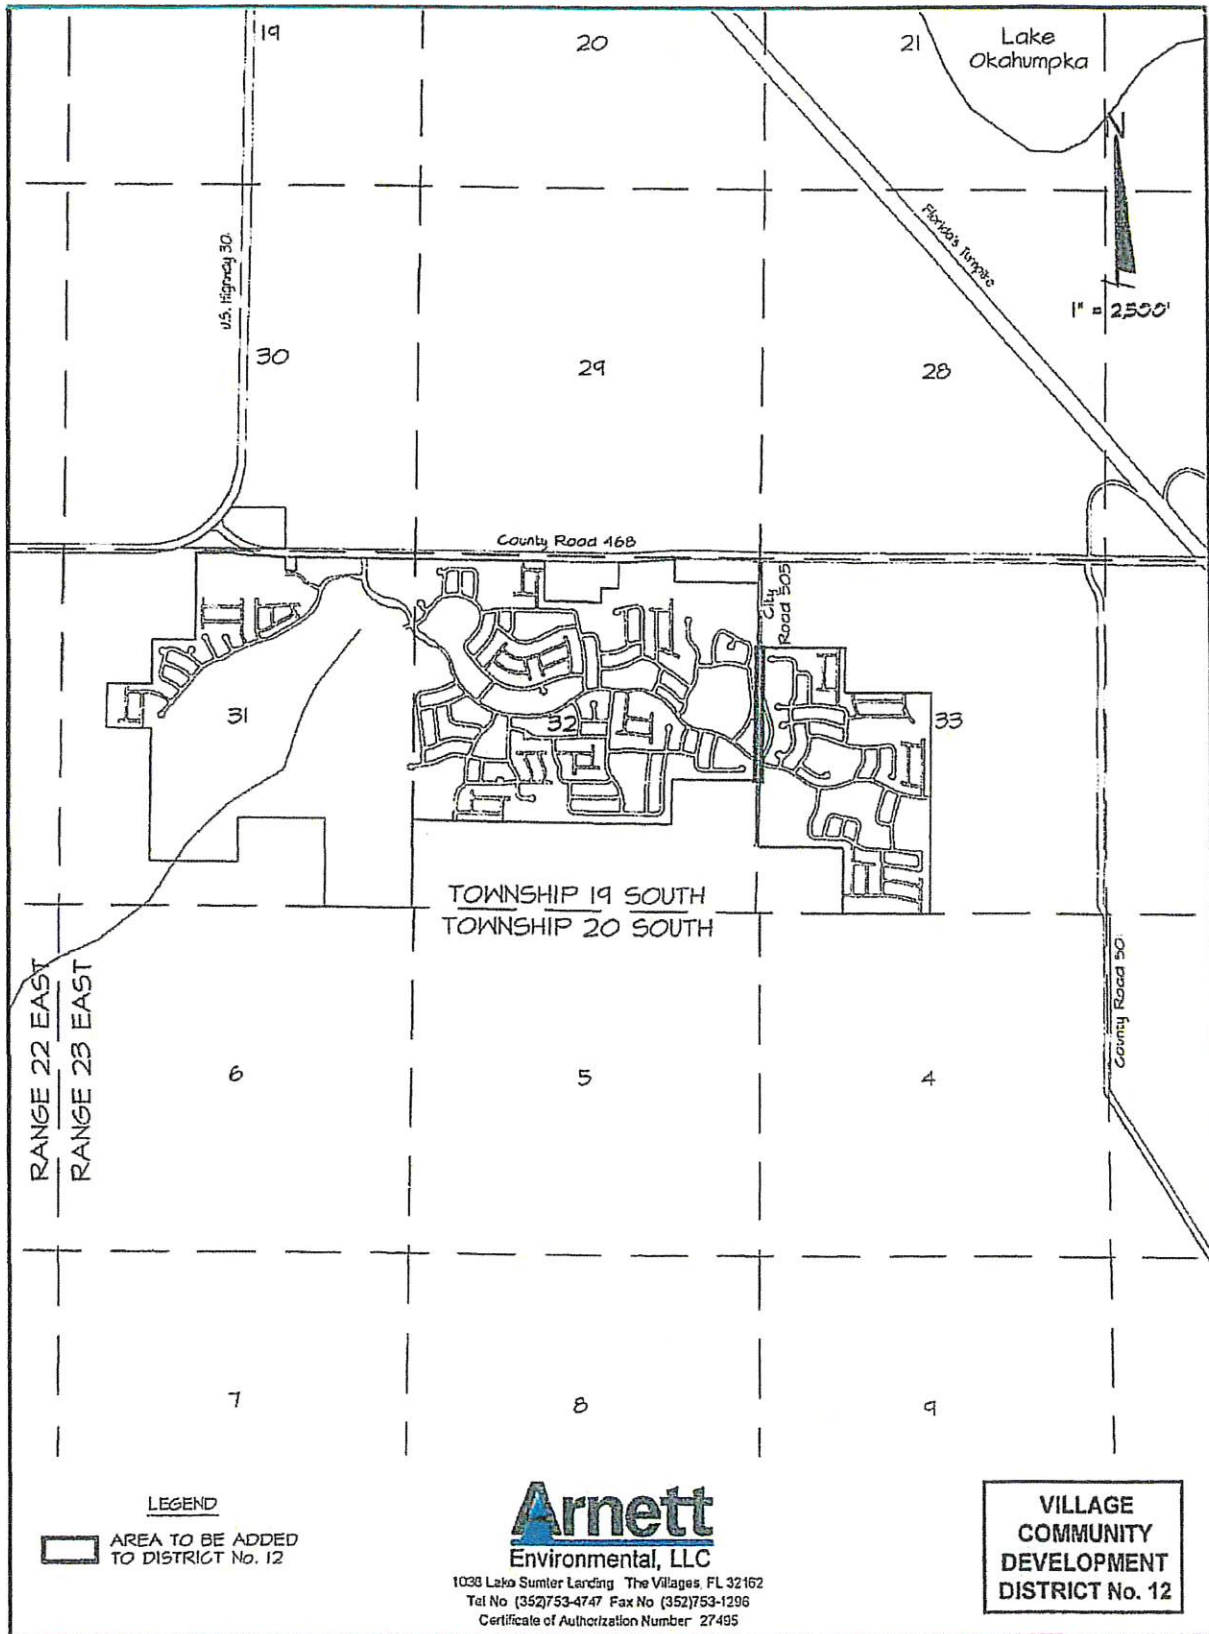 19
20
21
Lake
Okahumpka
N
U.S. Highway 30
Florida's Turnpike
1" = 2,500'
30
29
28
County Road 468
City
Road 505
31
32
33
TOWNSHIP 19 SOUTH
TOWNSHIP 20 SOUTH
RANGE 22 EAST
RANGE 23 EAST
County Road 50
6
5
4
7
8
9
LEGEND
AREA TO BE ADDED
TO DISTRICT No. 12
Arnett
Environmental, LLC
1038 Lake Sumter Landing The Villages, FL 32162
Tel No (352)753-4747 Fax No (352)753-1296
Certificate of Authorization Number 27495
VILLAGE
COMMUNITY
DEVELOPMENT
DISTRICT No. 12